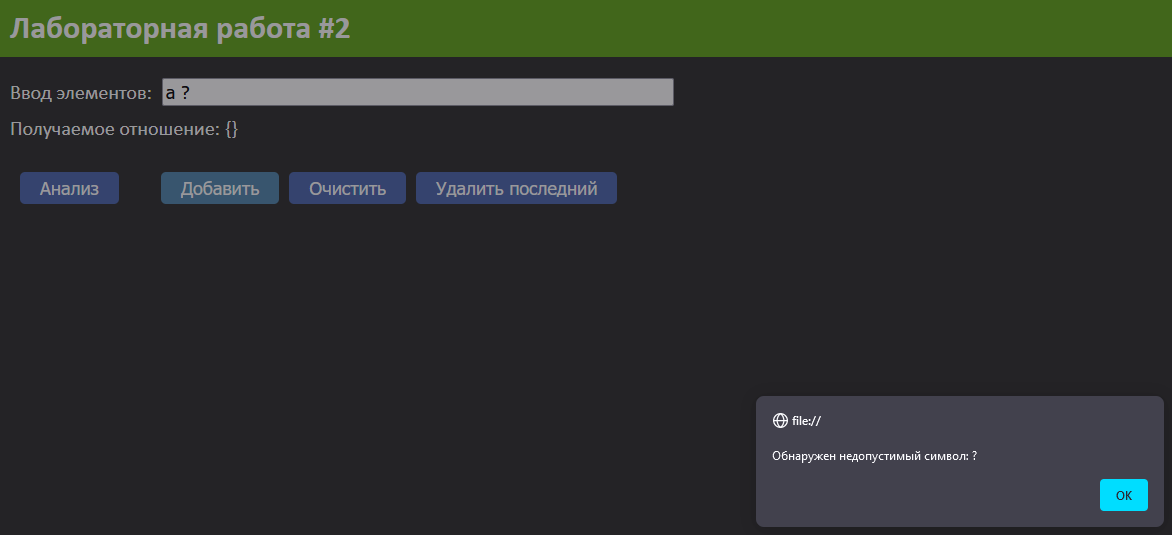 Лабораторная работа #2
Ввод элементов: a ?
Получаемое отношение: {}
Анализ Добавить Очистить Удалить последний
file://
Обнаружен недопустимый символ: ?
OK